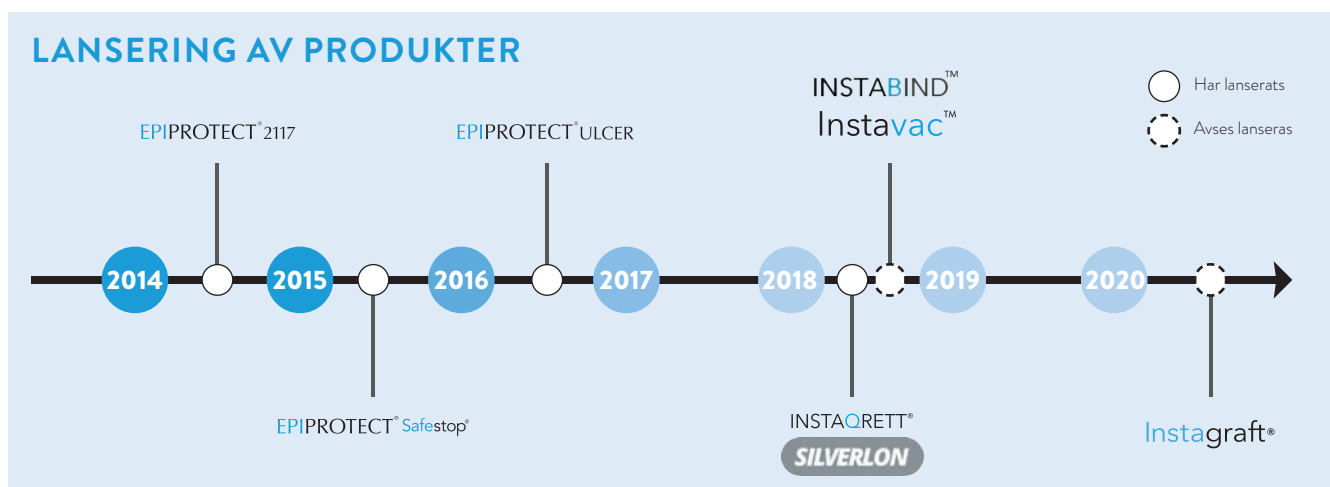 LANSERING AV PRODUKTER
INSTABIND™
Instavac™
Har lanserats
Avses lanseras
EPIPROTECT®2117
EPIPROTECT®ULCER
2014
2015
2016
2017
2018
2019
2020
EPIPROTECT® Safestop®
INSTAQRETT®
SILVERLON
Instagraft®